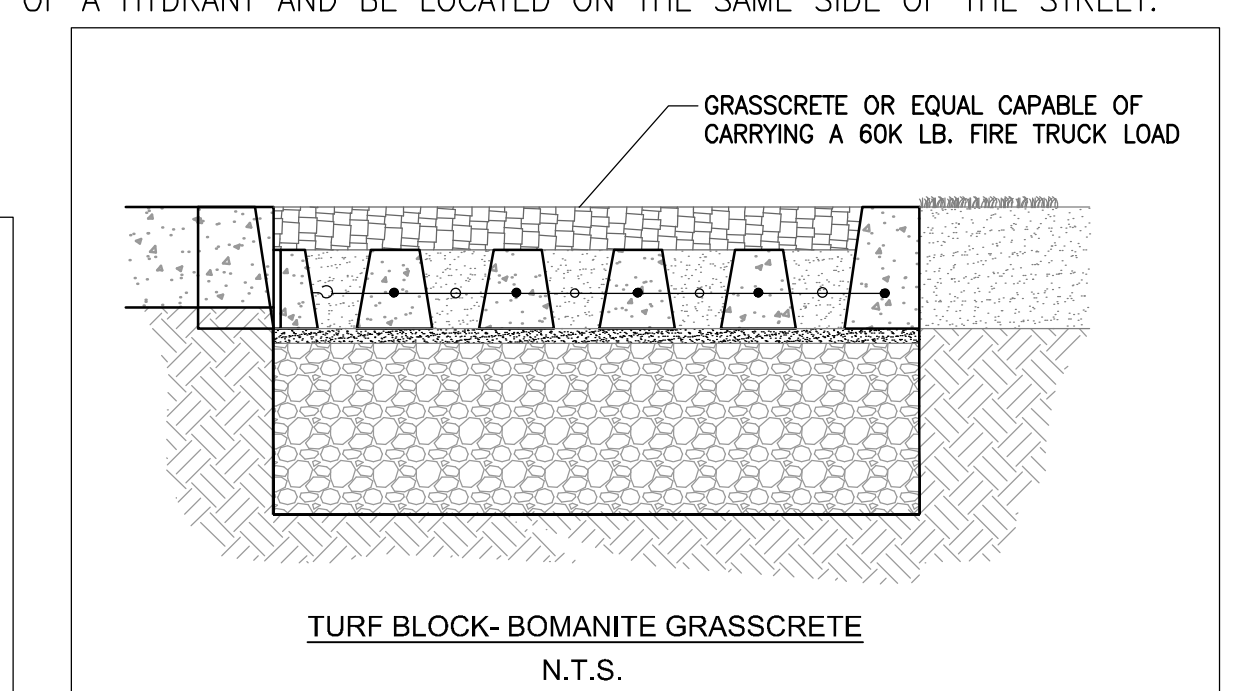 OF A HYDRANT AND BE LOCATED ON THE SAME SIDE OF THE STREET.
GRASSCRETE OR EQUAL CAPABLE OF
CARRYING A 60K LB. FIRE TRUCK LOAD
TURF BLOCK- BOMANITE GRASSCRETE
N.T.S.